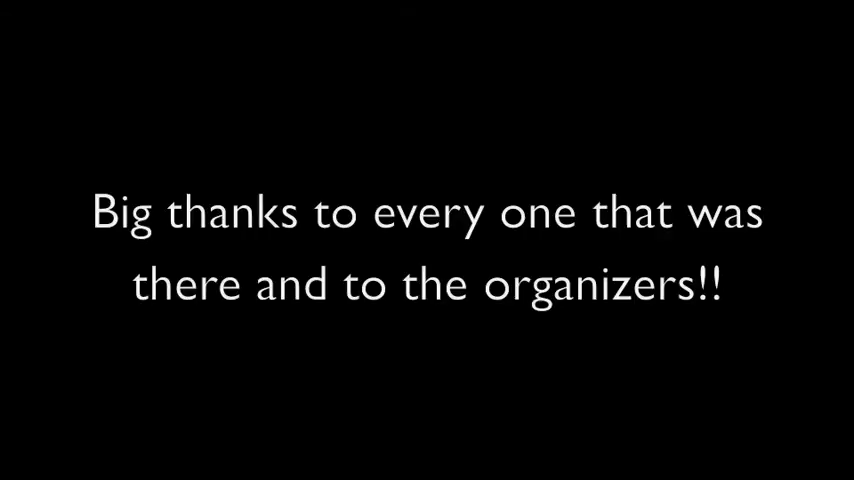 Big thanks to every one that was
there and to the organizers!!